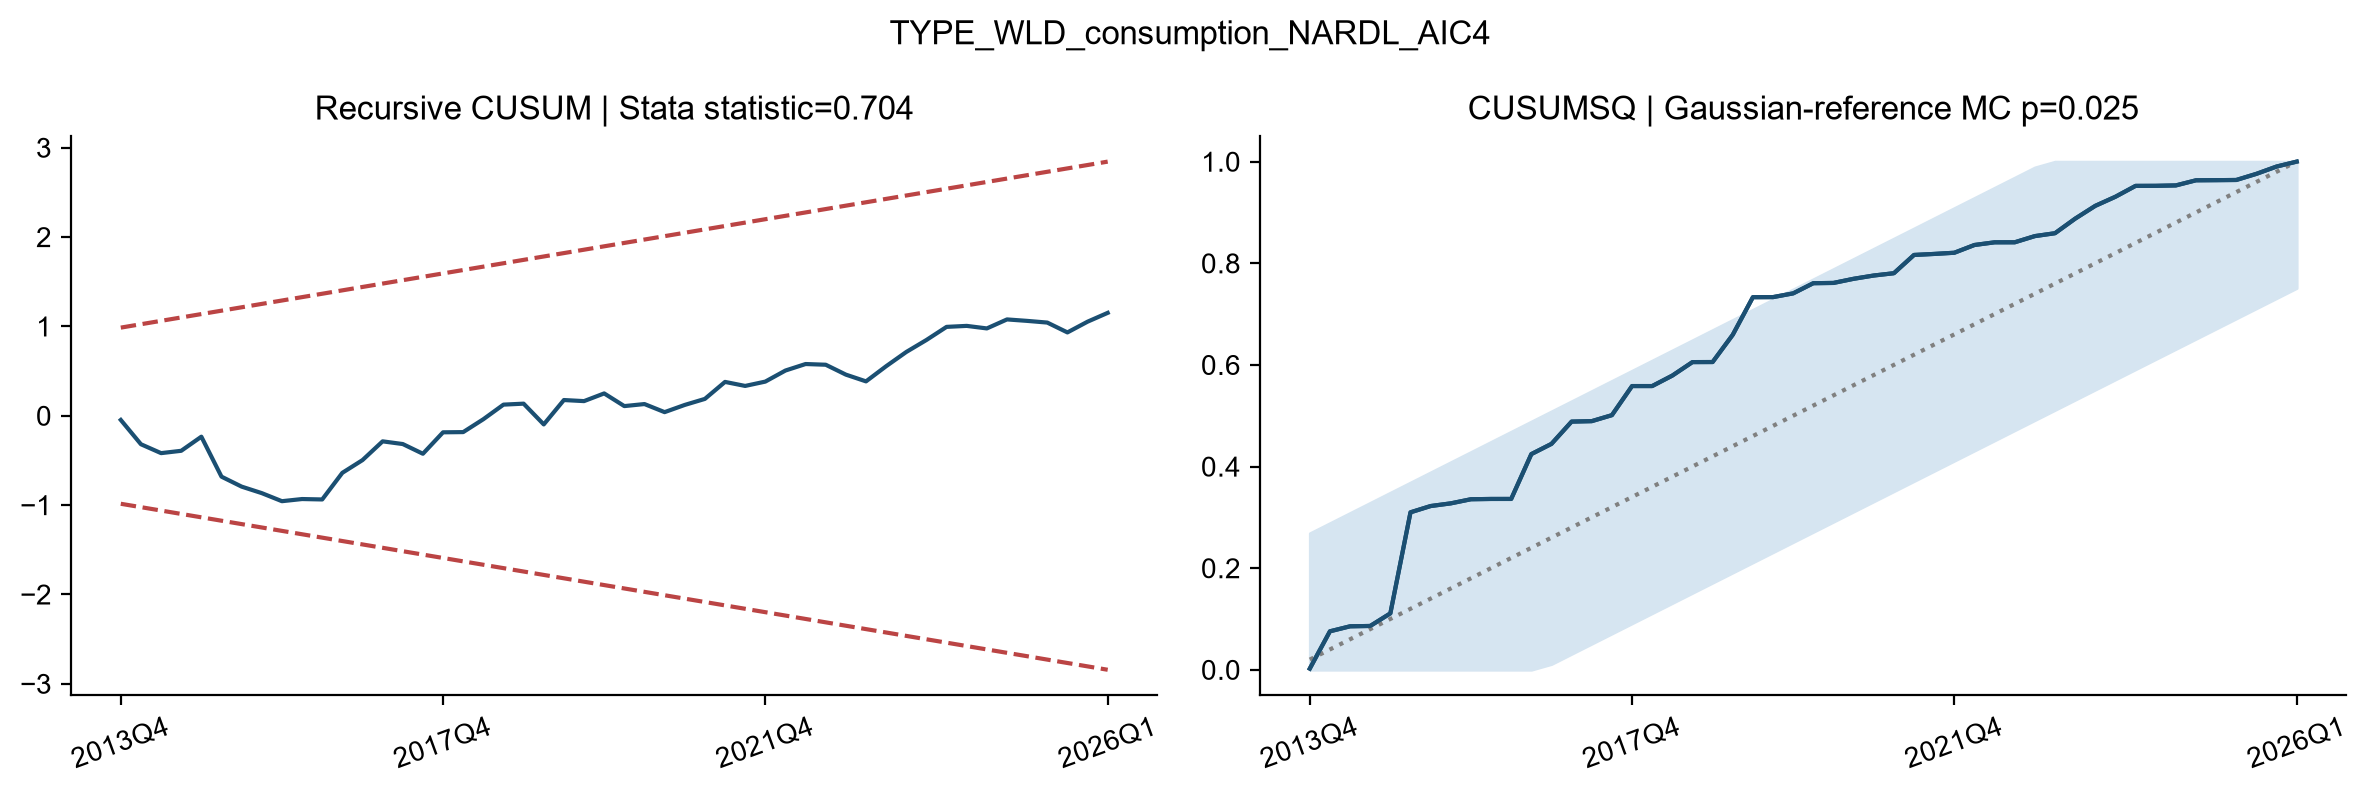 TYPE_WLD_consumption_NARDL_AIC4
Recursive CUSUM | Stata statistic=0.704
3
2
1
0
−1
−2
−3
2013Q4
2017Q4
2021Q4
2026Q1
CUSUMSQ | Gaussian-reference MC p=0.025
1.0
0.8
0.6
0.4
0.2
0.0
2013Q4
2017Q4
2021Q4
2026Q1